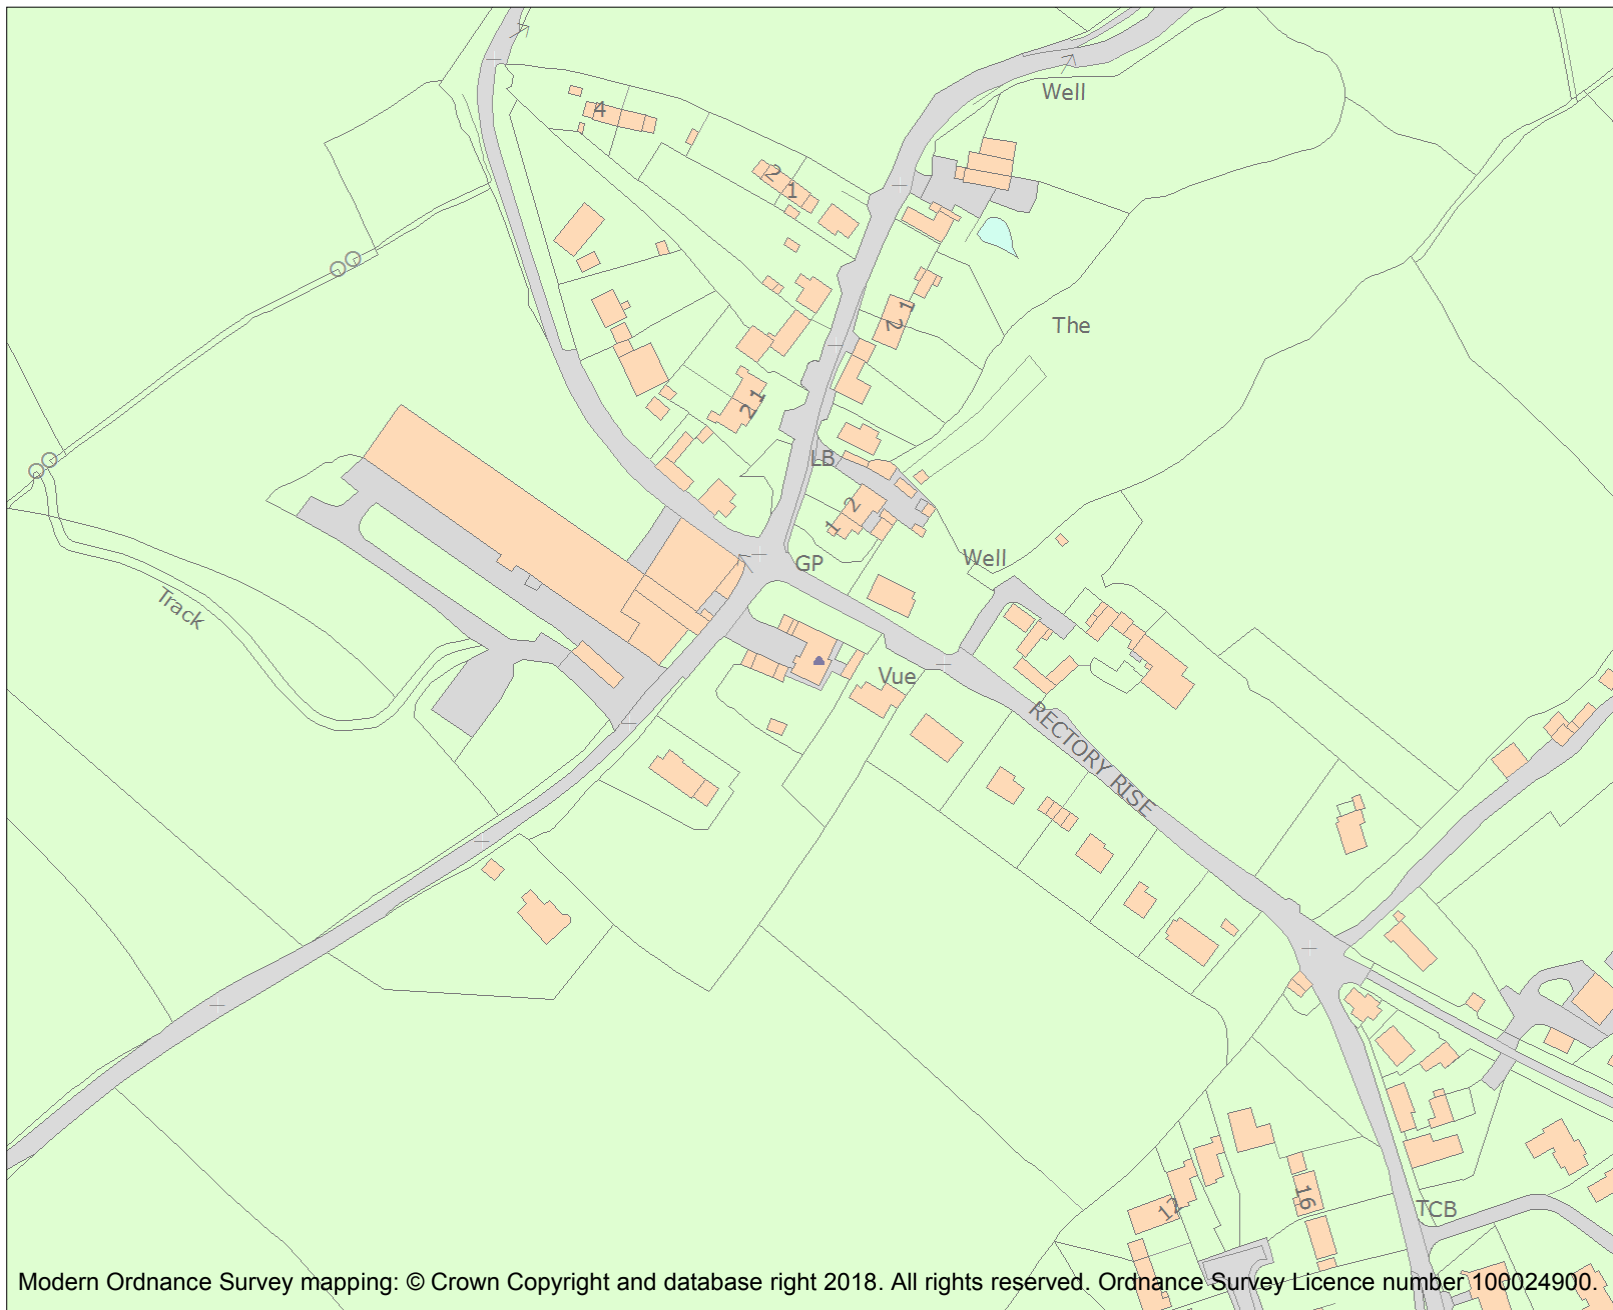 Well
4
2
1
The
1
2
1
2
LB
2
1
Well
GP
Track
Vue
RECTORY RISE
16
12
TCB
Modern Ordnance Survey mapping: © Crown Copyright and database right 2018. All rights reserved. Ordnance Survey Licence number 100024900.